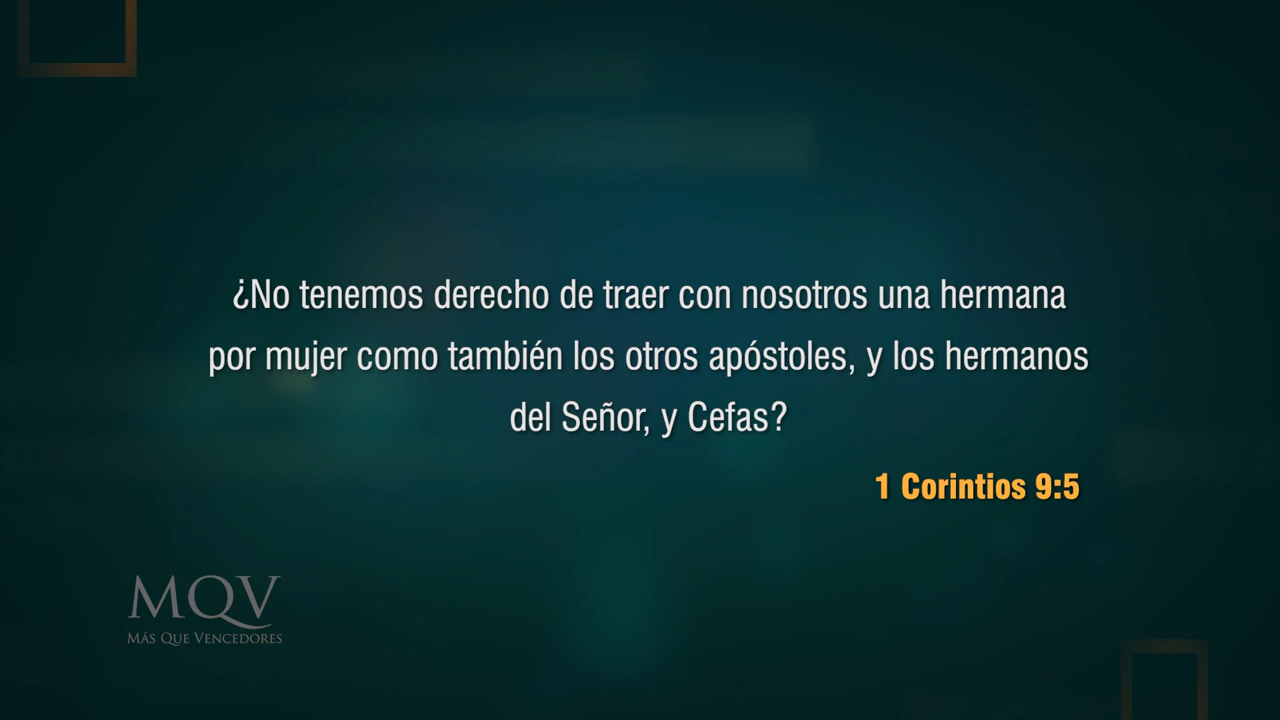 ¿No tenemos derecho de traer con nosotros una hermana
por mujer como también los otros apóstoles, y los hermanos
del Señor, y Cefas?
1 Corintios 9:5
MQV
MÁS QUE VENCEDORES